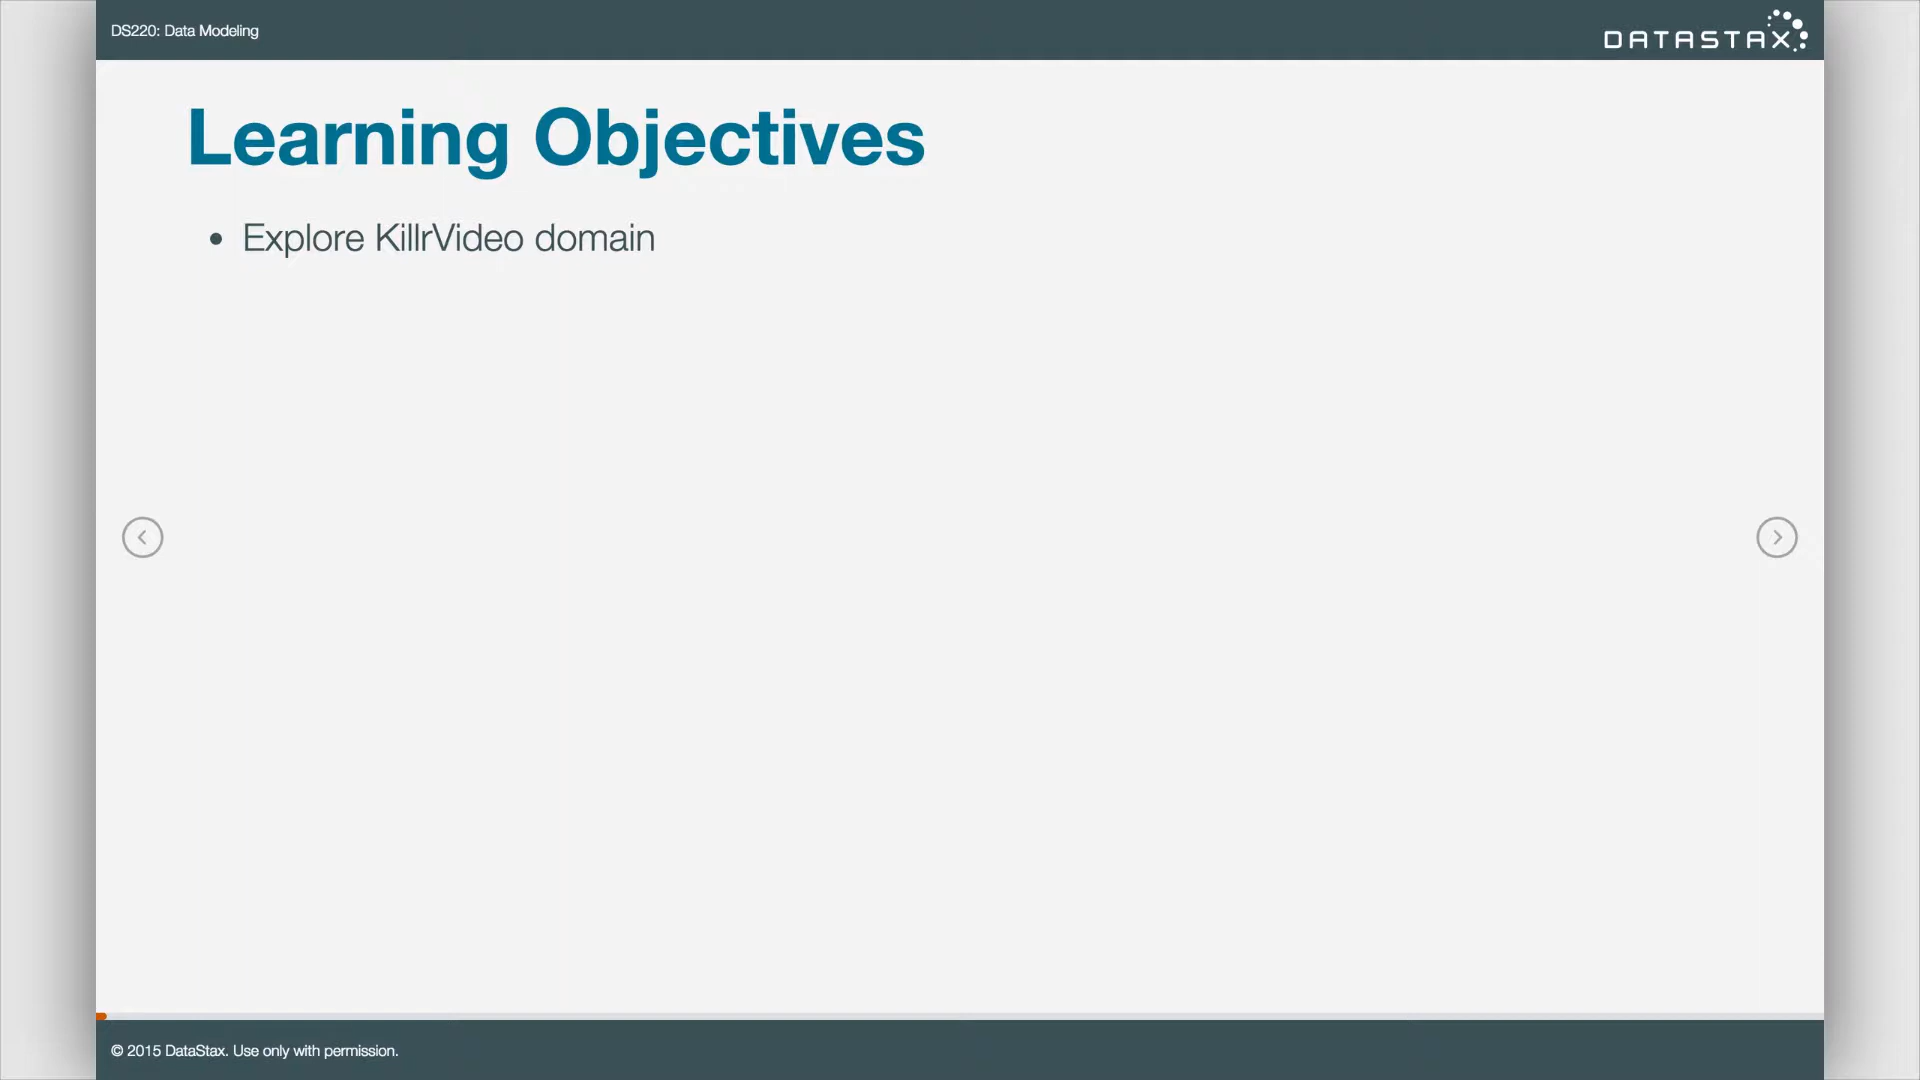 DS220: Data Modeling
DATASTAX
Learning Objectives
• Explore KillrVideo domain
© 2015 DataStax. Use only with permission.